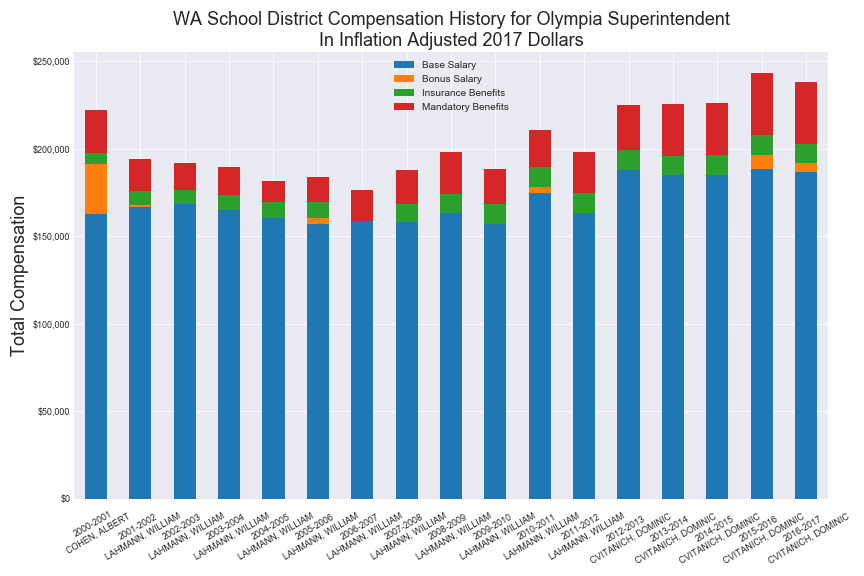 WA School District Compensation History for Olympia Superintendent
In Inflation Adjusted 2017 Dollars
Base Salary
Bonus Salary
Insurance Benefits
Mandatory Benefits
Total Compensation
$250,000
$200,000
$150,000
$100,000
$50,000
$0
2000-2001
COHEN, ALBERT
2001-2002
LAHMANN, WILLIAM
2002-2003
LAHMANN, WILLIAM
2003-2004
LAHMANN, WILLIAM
2004-2005
LAHMANN, WILLIAM
2005-2006
LAHMANN, WILLIAM
2006-2007
LAHMANN, WILLIAM
2007-2008
LAHMANN, WILLIAM
2008-2009
LAHMANN, WILLIAM
2009-2010
LAHMANN, WILLIAM
2010-2011
LAHMANN, WILLIAM
2011-2012
LAHMANN, WILLIAM
2012-2013
CVITANICH, DOMINIC
2013-2014
CVITANICH, DOMINIC
2014-2015
CVITANICH, DOMINIC
2015-2016
CVITANICH, DOMINIC
2016-2017
CVITANICH, DOMINIC